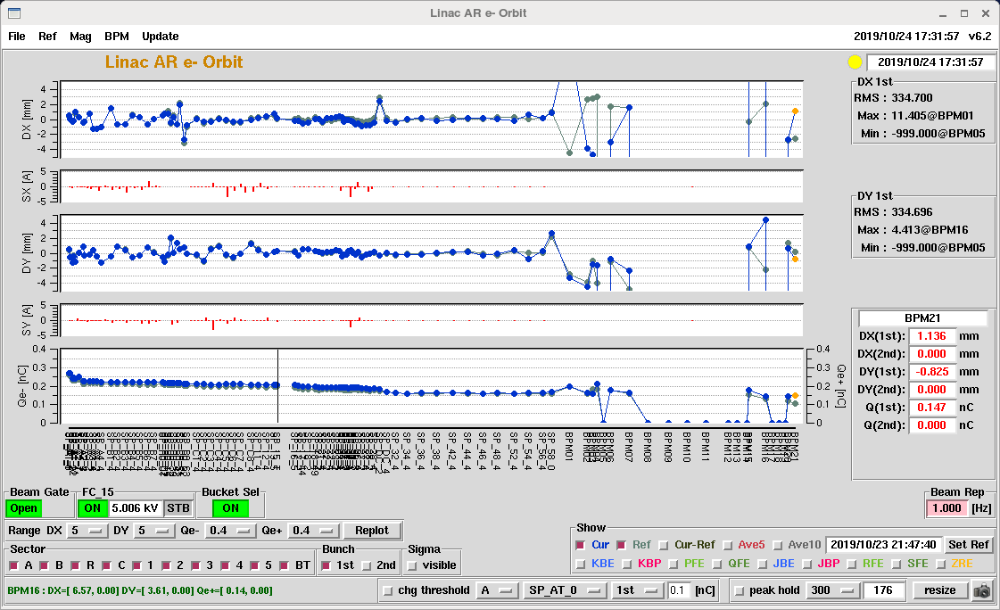 Linac AR e- Orbit
File Ref Mag BPM Update 2019/10/24 17:31:57 v6.2
Linac AR e- Orbit
2019/10/24 17:31:57
DX [mm]
4
2
0
-2
-4
DX 1st
RMS : 334.700
Max : 11.405@BPM01
Min : -999.000@BPM05
SX [A]
5
0
-5
DY [mm]
4
2
0
-2
-4
DY 1st
RMS : 334.696
Max : 4.413@BPM16
Min : -999.000@BPM05
SY [A]
5
0
-5
Qe- [nC]
0.4
0.3
0.2
0.1
0
0.4
0.3
0.2
0.1
0
Qe+ [nC]
BPM21
DX(1st): 1.136 mm
DX(2nd): 0.000 mm
DY(1st): -0.825 mm
DY(2nd): 0.000 mm
Q(1st): 0.147 nC
Q(2nd): 0.000 nC
SP_32_4
SP_34_4
SP_36_4
SP_38_4
SP_42_4
SP_44_4
SP_46_4
SP_48_4
SP_52_4
SP_54_4
SP_56_4
SP_58_0
BPM01
BPM06
BPM07
BPM08
BPM09
BPM10
BPM11
BPM12
BPM13
BPM16
BPM21
Beam Gate FC_15 Bucket Sel Beam Rep
Open ON 5.006 kV STB ON 1.000 [Hz]
Range DX 5 DY 5 Qe- 0.4 Qe+ 0.4 Replot
Show
Cur Ref Cur-Ref Ave5 Ave10 2019/10/23 21:47:40 Set Ref
KBE KBP PFE QFE JBE JBP RFE SFE ZRE
Sector Bunch Sigma
A B R C 1 2 3 4 5 BT 1st 2nd visible
BPM16 : DX=[ 6.57, 0.00] DY=[ 3.61, 0.00] Qe+=[ 0.14, 0.00]
chg threshold A SP_AT_0 1st 0.1 [nC] peak hold 300 176 resize